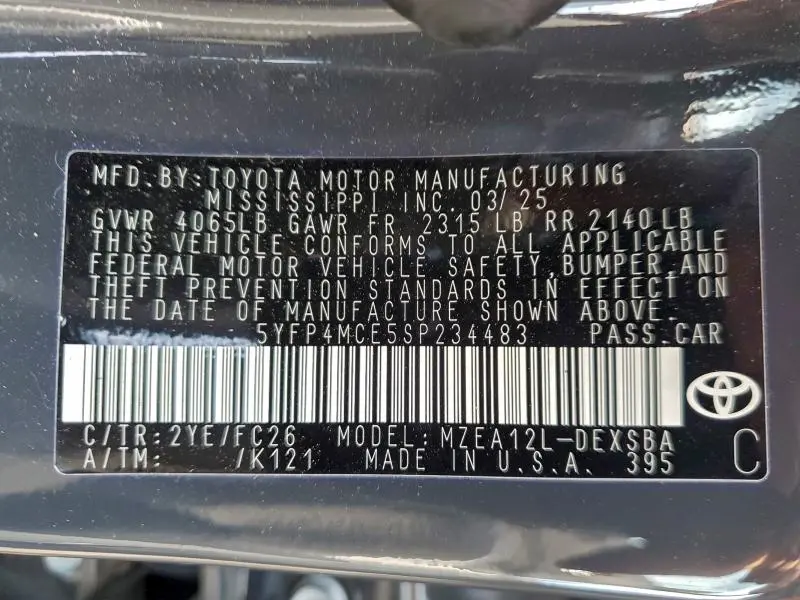 MFD.BY:TOYOTA MOTOR MANUFACTURING
MISSISSIPPI INC. 03/25
GVWR 4065LB GAWR FR 2315 LB RR 2140 LB
THIS VEHICLE CONFORMS TO ALL APPLICABLE
FEDERAL MOTOR VEHICLE SAFETY, BUMPER, AND
THEFT PREVENTION STANDARDS IN EFFECT ON
THE DATE OF MANUFACTURE SHOWN ABOVE.
5YFP4MCE5SP234483 PASS.CAR
C/TR:2YE/FC26 MODEL:MZEA12L-DEXSBA
A/TM: /K121 MADE IN U.S.A. 395 C